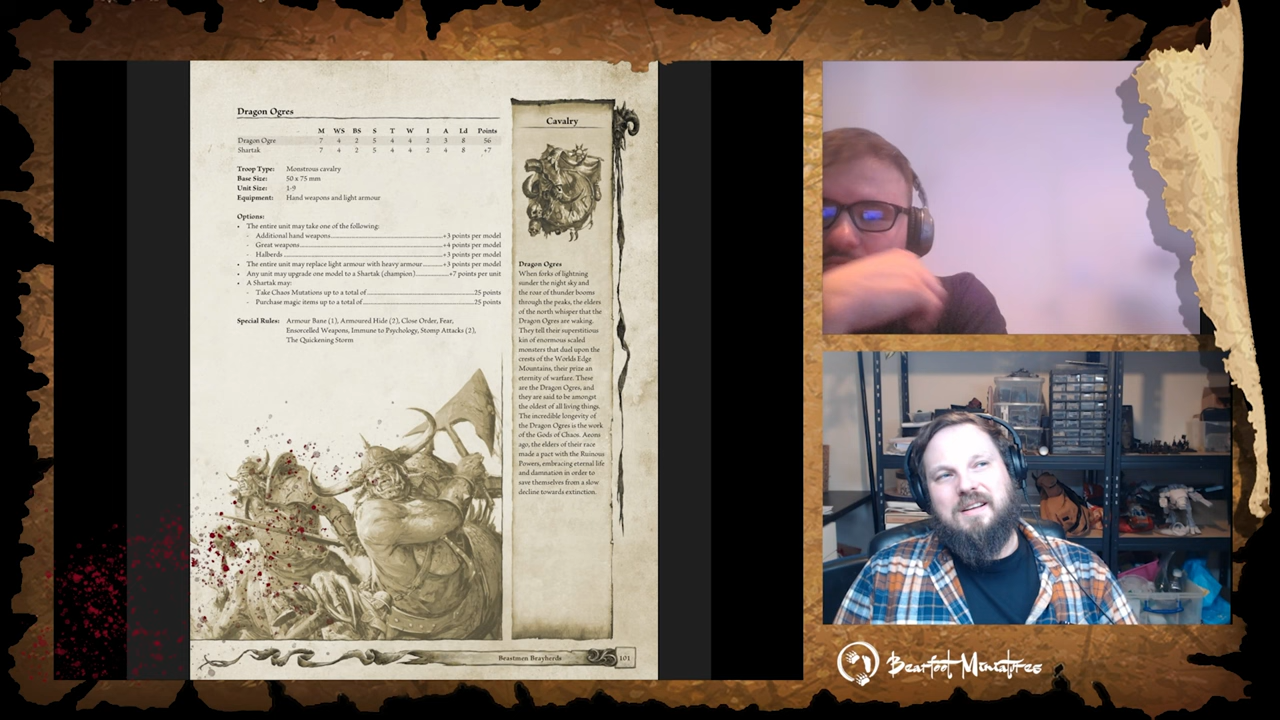 Dragon Ogres
M WS BS S T W I A Ld Points
Dragon Ogre 7 4 2 5 4 4 2 3 8 56
Shartak 7 4 2 5 4 4 2 4 8 +7
Troop Type: Monstrous cavalry
Base Size: 50 x 75 mm
Unit Size: 1-9
Equipment: Hand weapons and light armour
Options:
• The entire unit may take one of the following:
- Additional hand weapons +3 points per model
- Great weapons +4 points per model
- Halberds +3 points per model
• The entire unit may replace light armour with heavy armour +3 points per model
• Any unit may upgrade one model to a Shartak (champion) +7 points per unit
• A Shartak may:
- Take Chaos Mutations up to a total of 25 points
- Purchase magic items up to a total of 25 points
Special Rules: Armour Bane (1), Armoured Hide (2), Close Order, Fear,
Ensorcelled Weapons, Immune to Psychology, Stomp Attacks (2),
The Quickening Storm
Cavalry
Dragon Ogres
When forks of lightning
sunder the night sky and
the roar of thunder booms
through the peaks, the elders
of the north whisper that the
Dragon Ogres are waking.
They tell their superstitious
kin of enormous scaled
monsters that duel upon the
crests of the Worlds Edge
Mountains, their prize an
eternity of warfare. These
are the Dragon Ogres, and
they are said to be amongst
the oldest of all living things.
The incredible longevity of
the Dragon Ogres is the work
of the Gods of Chaos. Aeons
ago, the elders of their race
made a pact with the Ruinous
Powers, embracing eternal life
and damnation in order to
save themselves from a slow
decline towards extinction.
Beastmen Brayherds 101
Bearfoot Miniatures